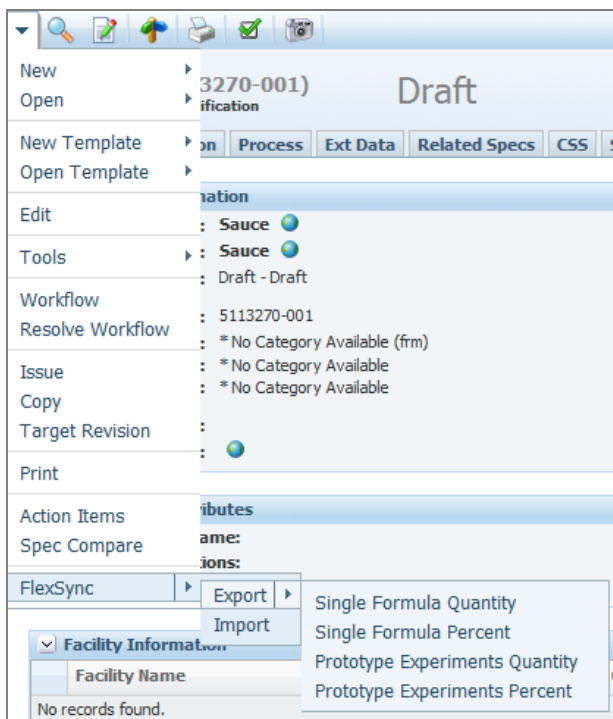 New
Open
New Template
Open Template
Edit
Tools
Workflow
Resolve Workflow
Issue
Copy
Target Revision
Print
Action Items
Spec Compare
FlexSync
Export
Import
Single Formula Quantity
Single Formula Percent
Prototype Experiments Quantity
Prototype Experiments Percent
3270-001) Draft
ification
on Process Ext Data Related Specs CSS
nation
: Sauce
: Sauce
: Draft - Draft
: 5113270-001
: *No Category Available (frm)
: *No Category Available
: *No Category Available
:
:
ributes
ame:
ions:
Facility Information
Facility Name
No records found.